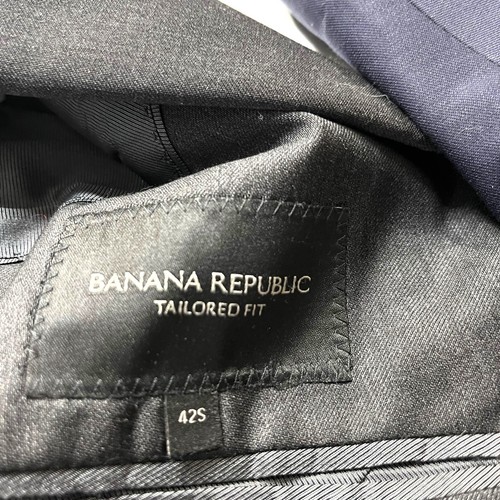 BANANA REPUBLIC
TAILORED FIT
42S